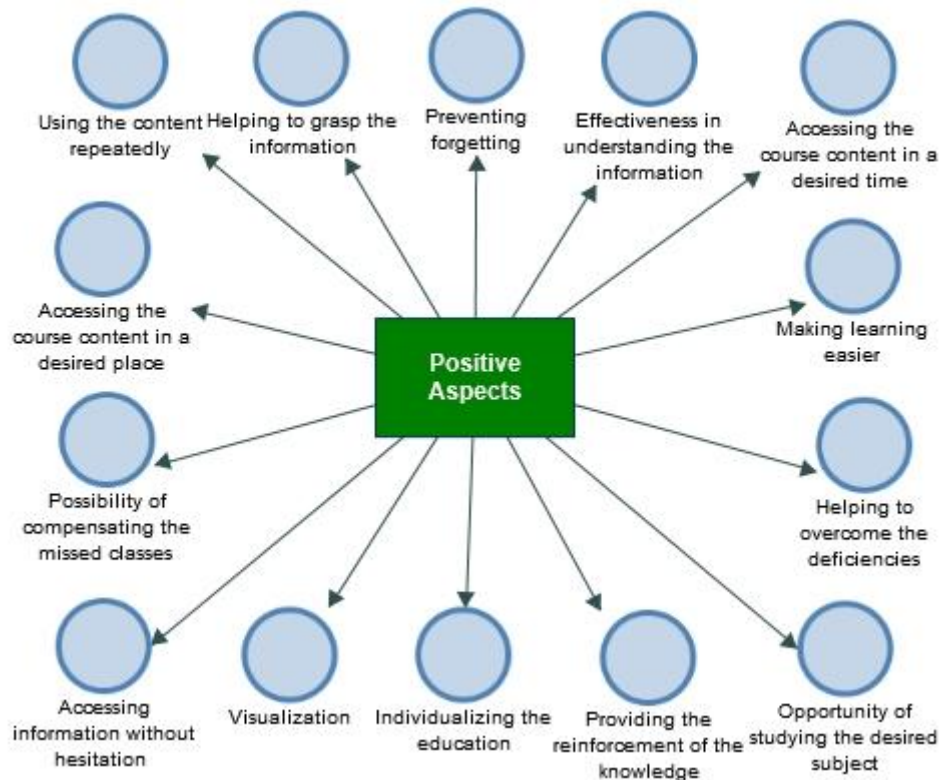 Using the content
repeatedly
Helping to grasp the
information
Preventing
forgetting
Effectiveness in
understanding the
information
Accessing the
course content in a
desired time
Accessing the
course content in a
desired place
Positive
Aspects
Making learning
easier
Possibility of
compensating the
missed classes
Helping to
overcome the
deficiencies
Accessing
information without
hesitation
Visualization
Individualizing the
education
Providing the
reinforcement of the
knowledge
Opportunity of
studying the desired
subject